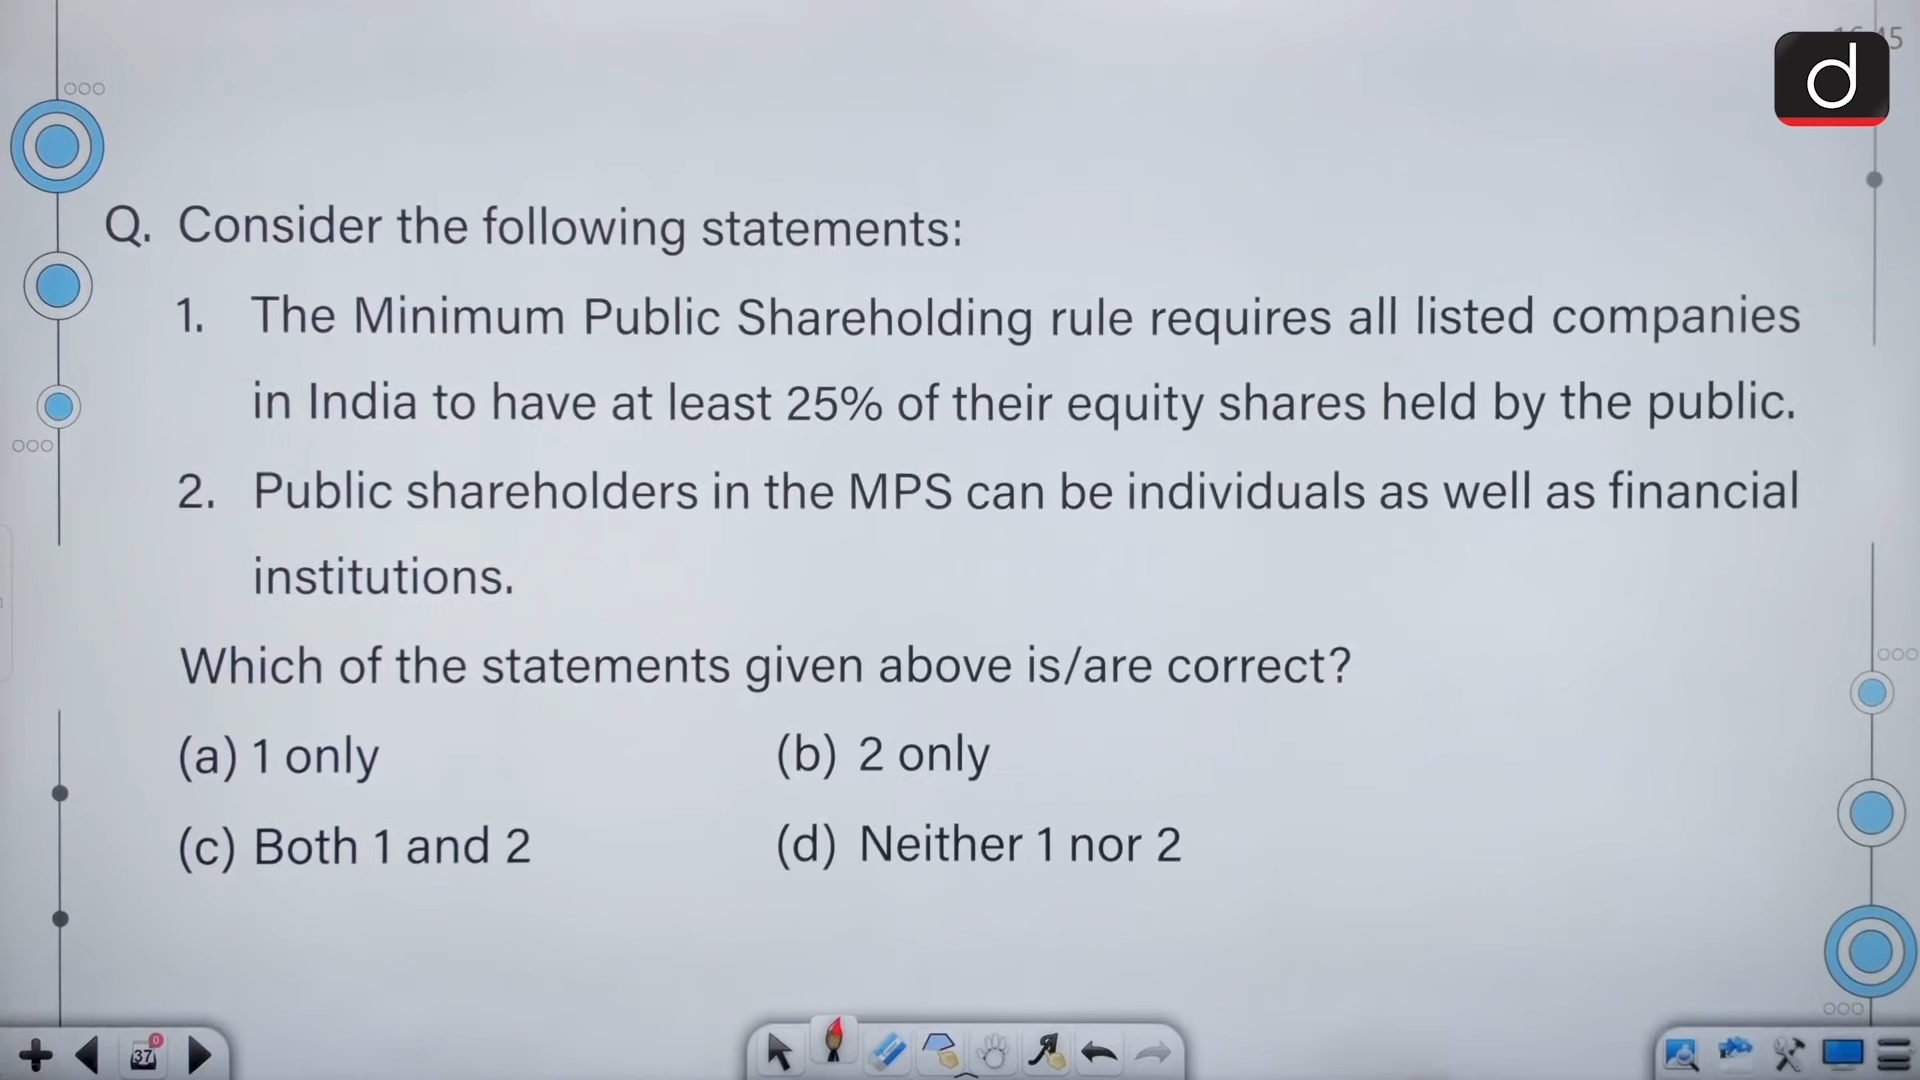 Q. Consider the following statements:
1. The Minimum Public Shareholding rule requires all listed companies
in India to have at least 25% of their equity shares held by the public.
2. Public shareholders in the MPS can be individuals as well as financial
institutions.
Which of the statements given above is/are correct?
(a) 1 only (b) 2 only
(c) Both 1 and 2 (d) Neither 1 nor 2
d
37
0